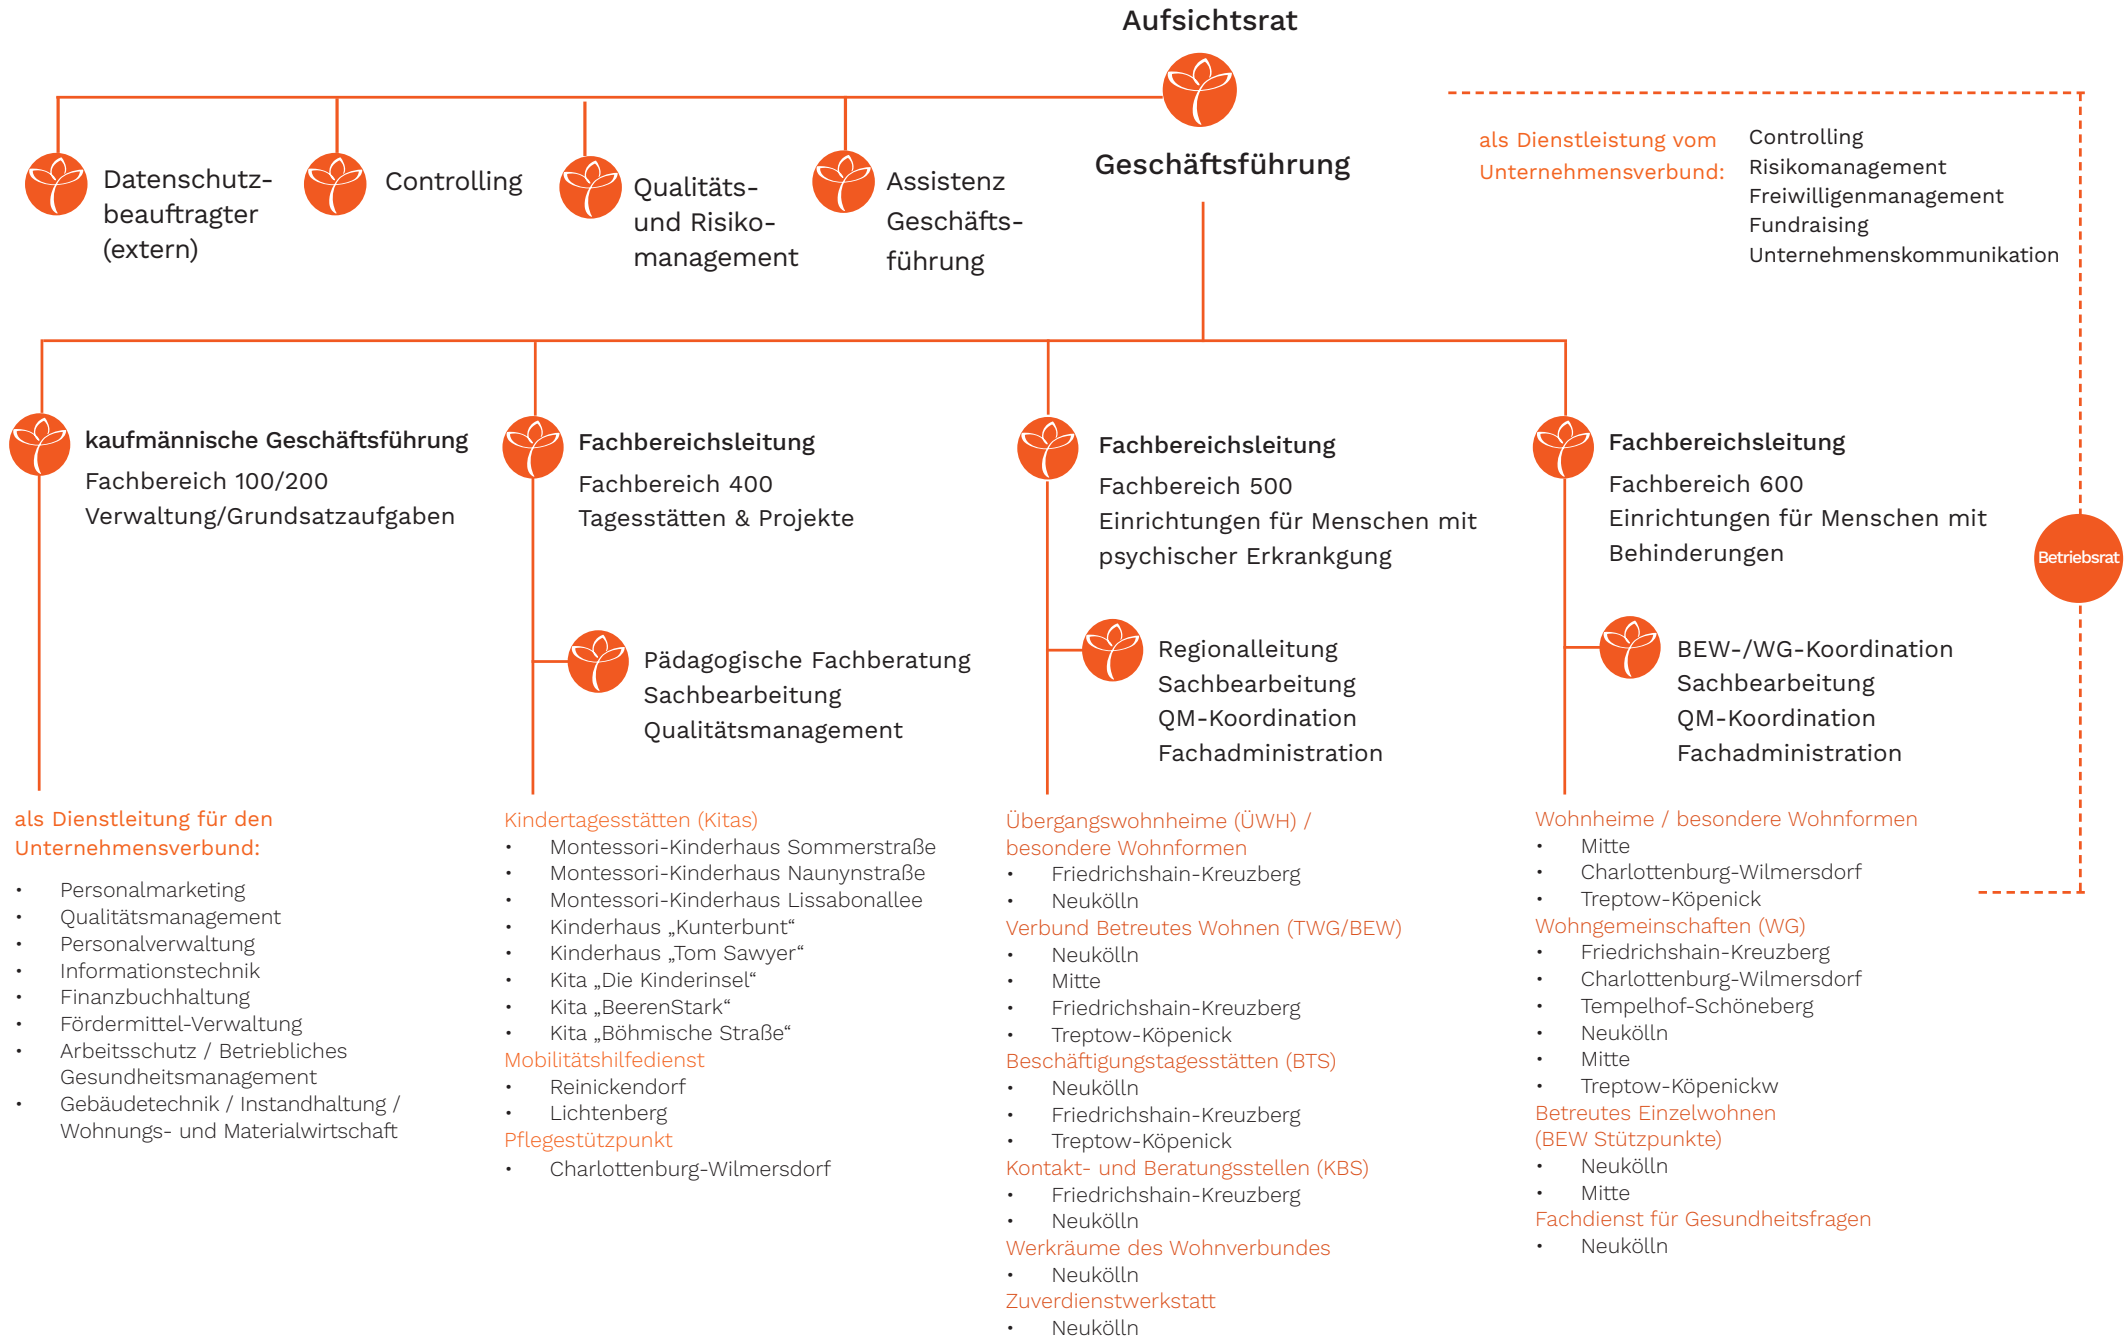 Aufsichtsrat
Geschäftsführung
Datenschutz-
beauftragter
(extern)
Controlling
Qualitäts-
und Risiko-
management
Assistenz
Geschäfts-
führung
als Dienstleistung vom
Unternehmensverbund:
Controlling
Risikomanagement
Freiwilligenmanagement
Fundraising
Unternehmenskommunikation
kaufmännische Geschäftsführung
Fachbereich 100/200
Verwaltung/Grundsatzaufgaben
Fachbereichsleitung
Fachbereich 400
Tagesstätten & Projekte
Fachbereichsleitung
Fachbereich 500
Einrichtungen für Menschen mit
psychischer Erkrankgung
Fachbereichsleitung
Fachbereich 600
Einrichtungen für Menschen mit
Behinderungen
Betriebsrat
Pädagogische Fachberatung
Sachbearbeitung
Qualitätsmanagement
Regionalleitung
Sachbearbeitung
QM-Koordination
Fachadministration
BEW-/WG-Koordination
Sachbearbeitung
QM-Koordination
Fachadministration
als Dienstleitung für den
Unternehmensverbund:
• Personalmarketing
• Qualitätsmanagement
• Personalverwaltung
• Informationstechnik
• Finanzbuchhaltung
• Fördermittel-Verwaltung
• Arbeitsschutz / Betriebliches
Gesundheitsmanagement
• Gebäudetechnik / Instandhaltung /
Wohnungs- und Materialwirtschaft
Kindertagesstätten (Kitas)
• Montessori-Kinderhaus Sommerstraße
• Montessori-Kinderhaus Naunynstraße
• Montessori-Kinderhaus Lissabonallee
• Kinderhaus „Kunterbunt“
• Kinderhaus „Tom Sawyer“
• Kita „Die Kinderinsel“
• Kita „BeerenStark“
• Kita „Böhmische Straße“
Mobilitätshilfedienst
• Reinickendorf
• Lichtenberg
Pflegestützpunkt
• Charlottenburg-Wilmersdorf
Übergangswohnheime (ÜWH) /
besondere Wohnformen
• Friedrichshain-Kreuzberg
• Neukölln
Verbund Betreutes Wohnen (TWG/BEW)
• Neukölln
• Mitte
• Friedrichshain-Kreuzberg
• Treptow-Köpenick
Beschäftigungstagesstätten (BTS)
• Neukölln
• Friedrichshain-Kreuzberg
• Treptow-Köpenick
Kontakt- und Beratungsstellen (KBS)
• Friedrichshain-Kreuzberg
• Neukölln
Werkräume des Wohnverbundes
• Neukölln
Zuverdienstwerkstatt
• Neukölln
Wohnheime / besondere Wohnformen
• Mitte
• Charlottenburg-Wilmersdorf
• Treptow-Köpenick
Wohngemeinschaften (WG)
• Friedrichshain-Kreuzberg
• Charlottenburg-Wilmersdorf
• Tempelhof-Schöneberg
• Neukölln
• Mitte
• Treptow-Köpenickw
Betreutes Einzelwohnen
(BEW Stützpunkte)
• Neukölln
• Mitte
Fachdienst für Gesundheitsfragen
• Neukölln